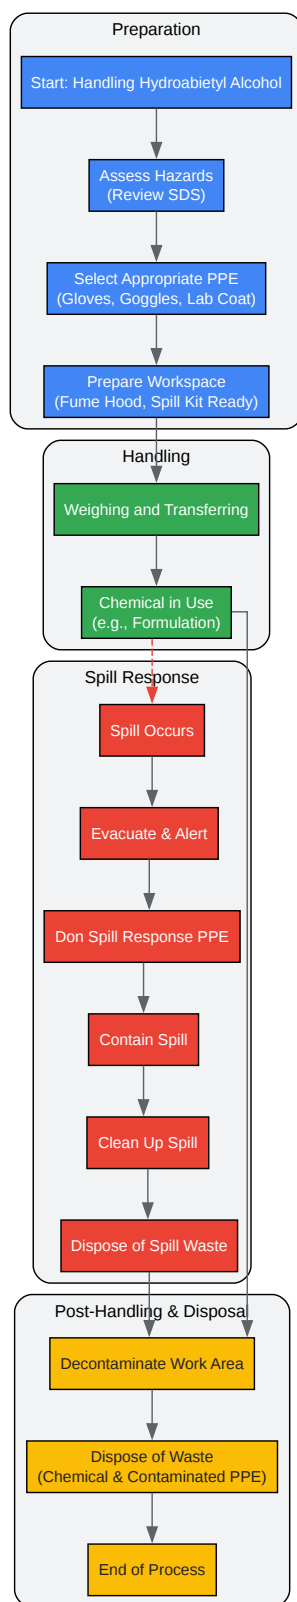 Preparation
Start: Handling Hydroabietyl Alcohol
Assess Hazards
(Review SDS)
Select Appropriate PPE
(Gloves, Goggles, Lab Coat)
Prepare Workspace
(Fume Hood, Spill Kit Ready)
Handling
Weighing and Transferring
Chemical in Use
(e.g., Formulation)
Spill Response
Spill Occurs
Evacuate & Alert
Don Spill Response PPE
Contain Spill
Clean Up Spill
Dispose of Spill Waste
Post-Handling & Disposal
Decontaminate Work Area
Dispose of Waste
(Chemical & Contaminated PPE)
End of Process